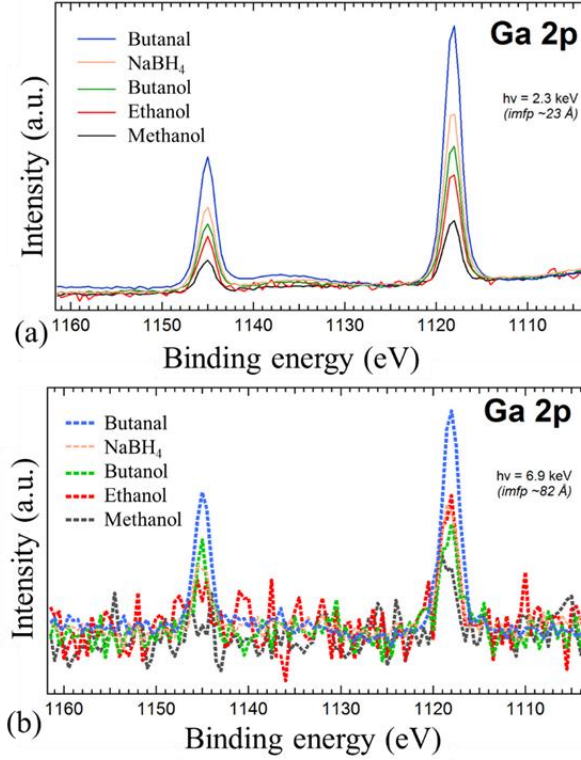 Ga 2p
Butanal
NaBH₄
Butanol
Ethanol
Methanol
hν = 2.3 keV
(imfp ~23 Å)
Intensity (a.u.)
1160 1150 1140 1130 1120 1110
(a)
Binding energy (eV)
Ga 2p
Butanal
NaBH₄
Butanol
Ethanol
Methanol
hν = 6.9 keV
(imfp ~82 Å)
Intensity (a.u.)
1160 1150 1140 1130 1120 1110
(b)
Binding energy (eV)